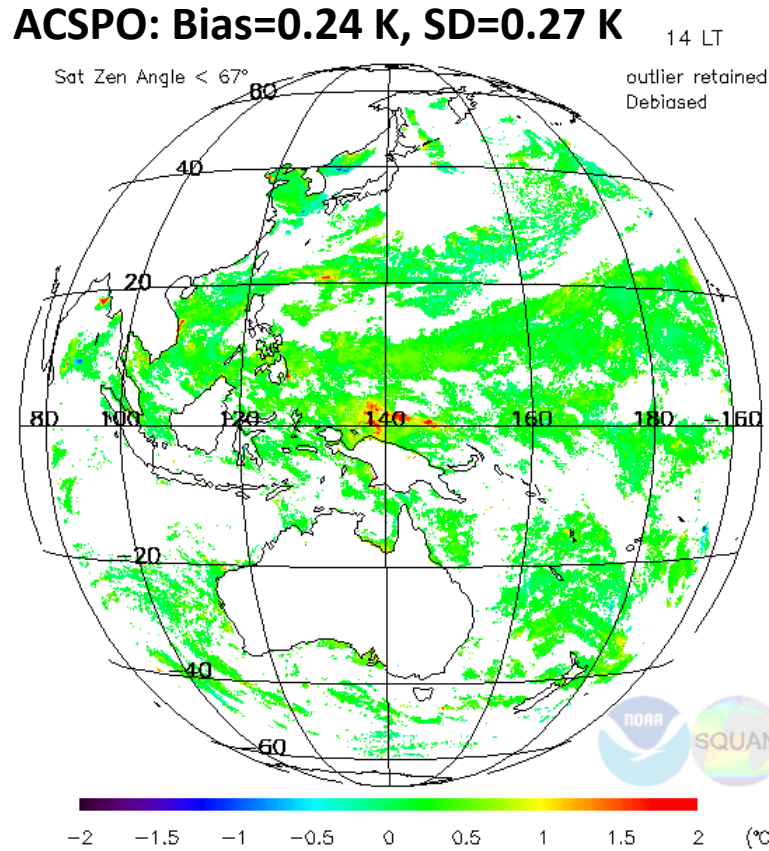 ACSPO: Bias=0.24 K, SD=0.27 K
14 LT
Sat Zen Angle < 67°
outlier retained
Debiased
80
40
20
80 100 120 140 160 180 -160
-20
-40
-60
NOAA
SQUAM
-2 -1.5 -1 -0.5 0 0.5 1 1.5 2 (°C